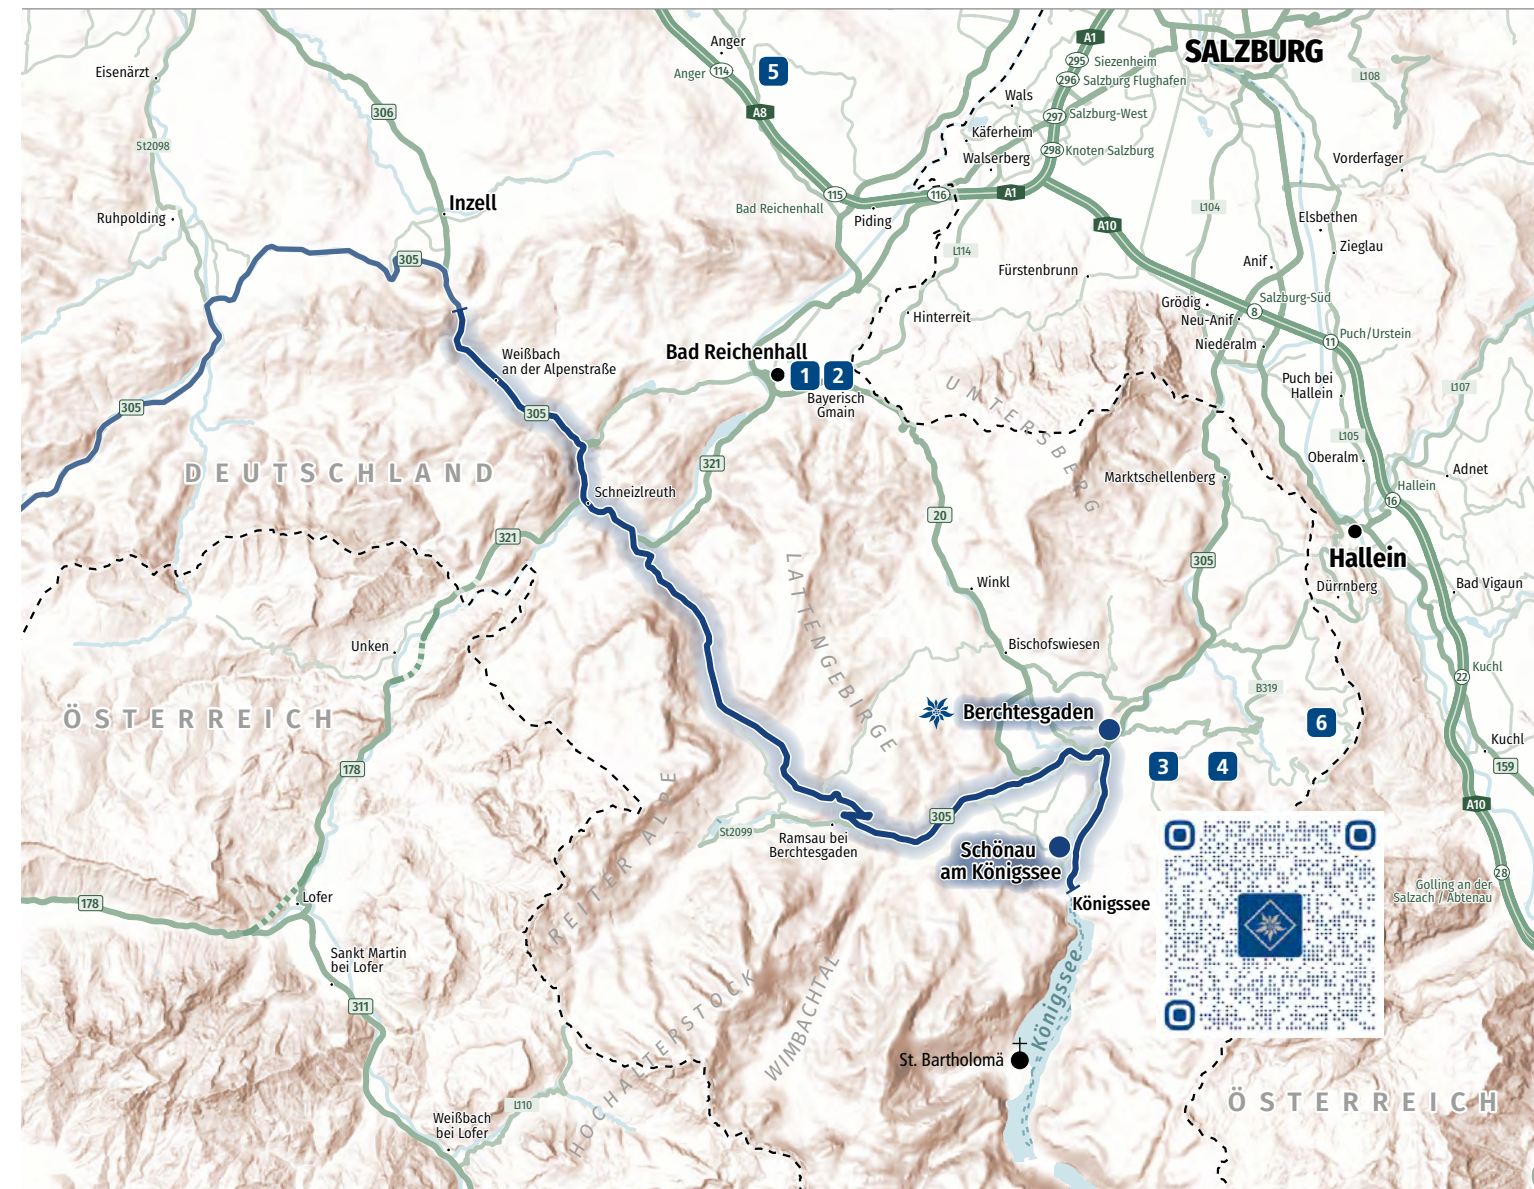 SALZBURG
Anger
Anger
114
5
A8
A1
295
Siezenheim
296
Salzburg Flughafen
L108
Eisenärzt
306
Wals
297
Salzburg-West
Käferheim
298
Knoten Salzburg
Walserberg
St2098
Vorderfager
Inzell
Ruhpolding
Bad Reichenhall
115
Piding
116
A1
A10
L104
Elsbethen
Zieglau
305
L114
Fürstenbrunn
Anif
Grödig
Salzburg-Süd
8
Hinterreit
Neu-Anif
Puch/Urstein
11
Niederalm
Weißbach
an der Alpenstraße
Bad Reichenhall
1
2
Bayerisch
Gmain
UNTERSBERG
Puch bei
Hallein
L107
305
305
L105
Oberalm
DEUTSCHLAND
321
Adnet
Marktschellenberg
Hallein
16
Schneizlreuth
20
321
Hallein
305
LATTENGEBIRGE
Winkl
Dürrnberg
Bad Vigaun
Unken
Bischofswiesen
Kuchl
22
B319
ÖSTERREICH
Berchtesgaden
6
Kuchl
159
178
3
4
REITER ALPE
A10
St2099
Ramsau bei
Berchtesgaden
305
Schönau
am Königssee
28
Golling an der
Salzach / Abtenau
178
Lofer
Königssee
Sankt Martin
bei Lofer
311
HOCHALTERSTOCK
WIMBACHTAL
Königssee
St. Bartholomä
L110
Weißbach
bei Lofer
ÖSTERREICH